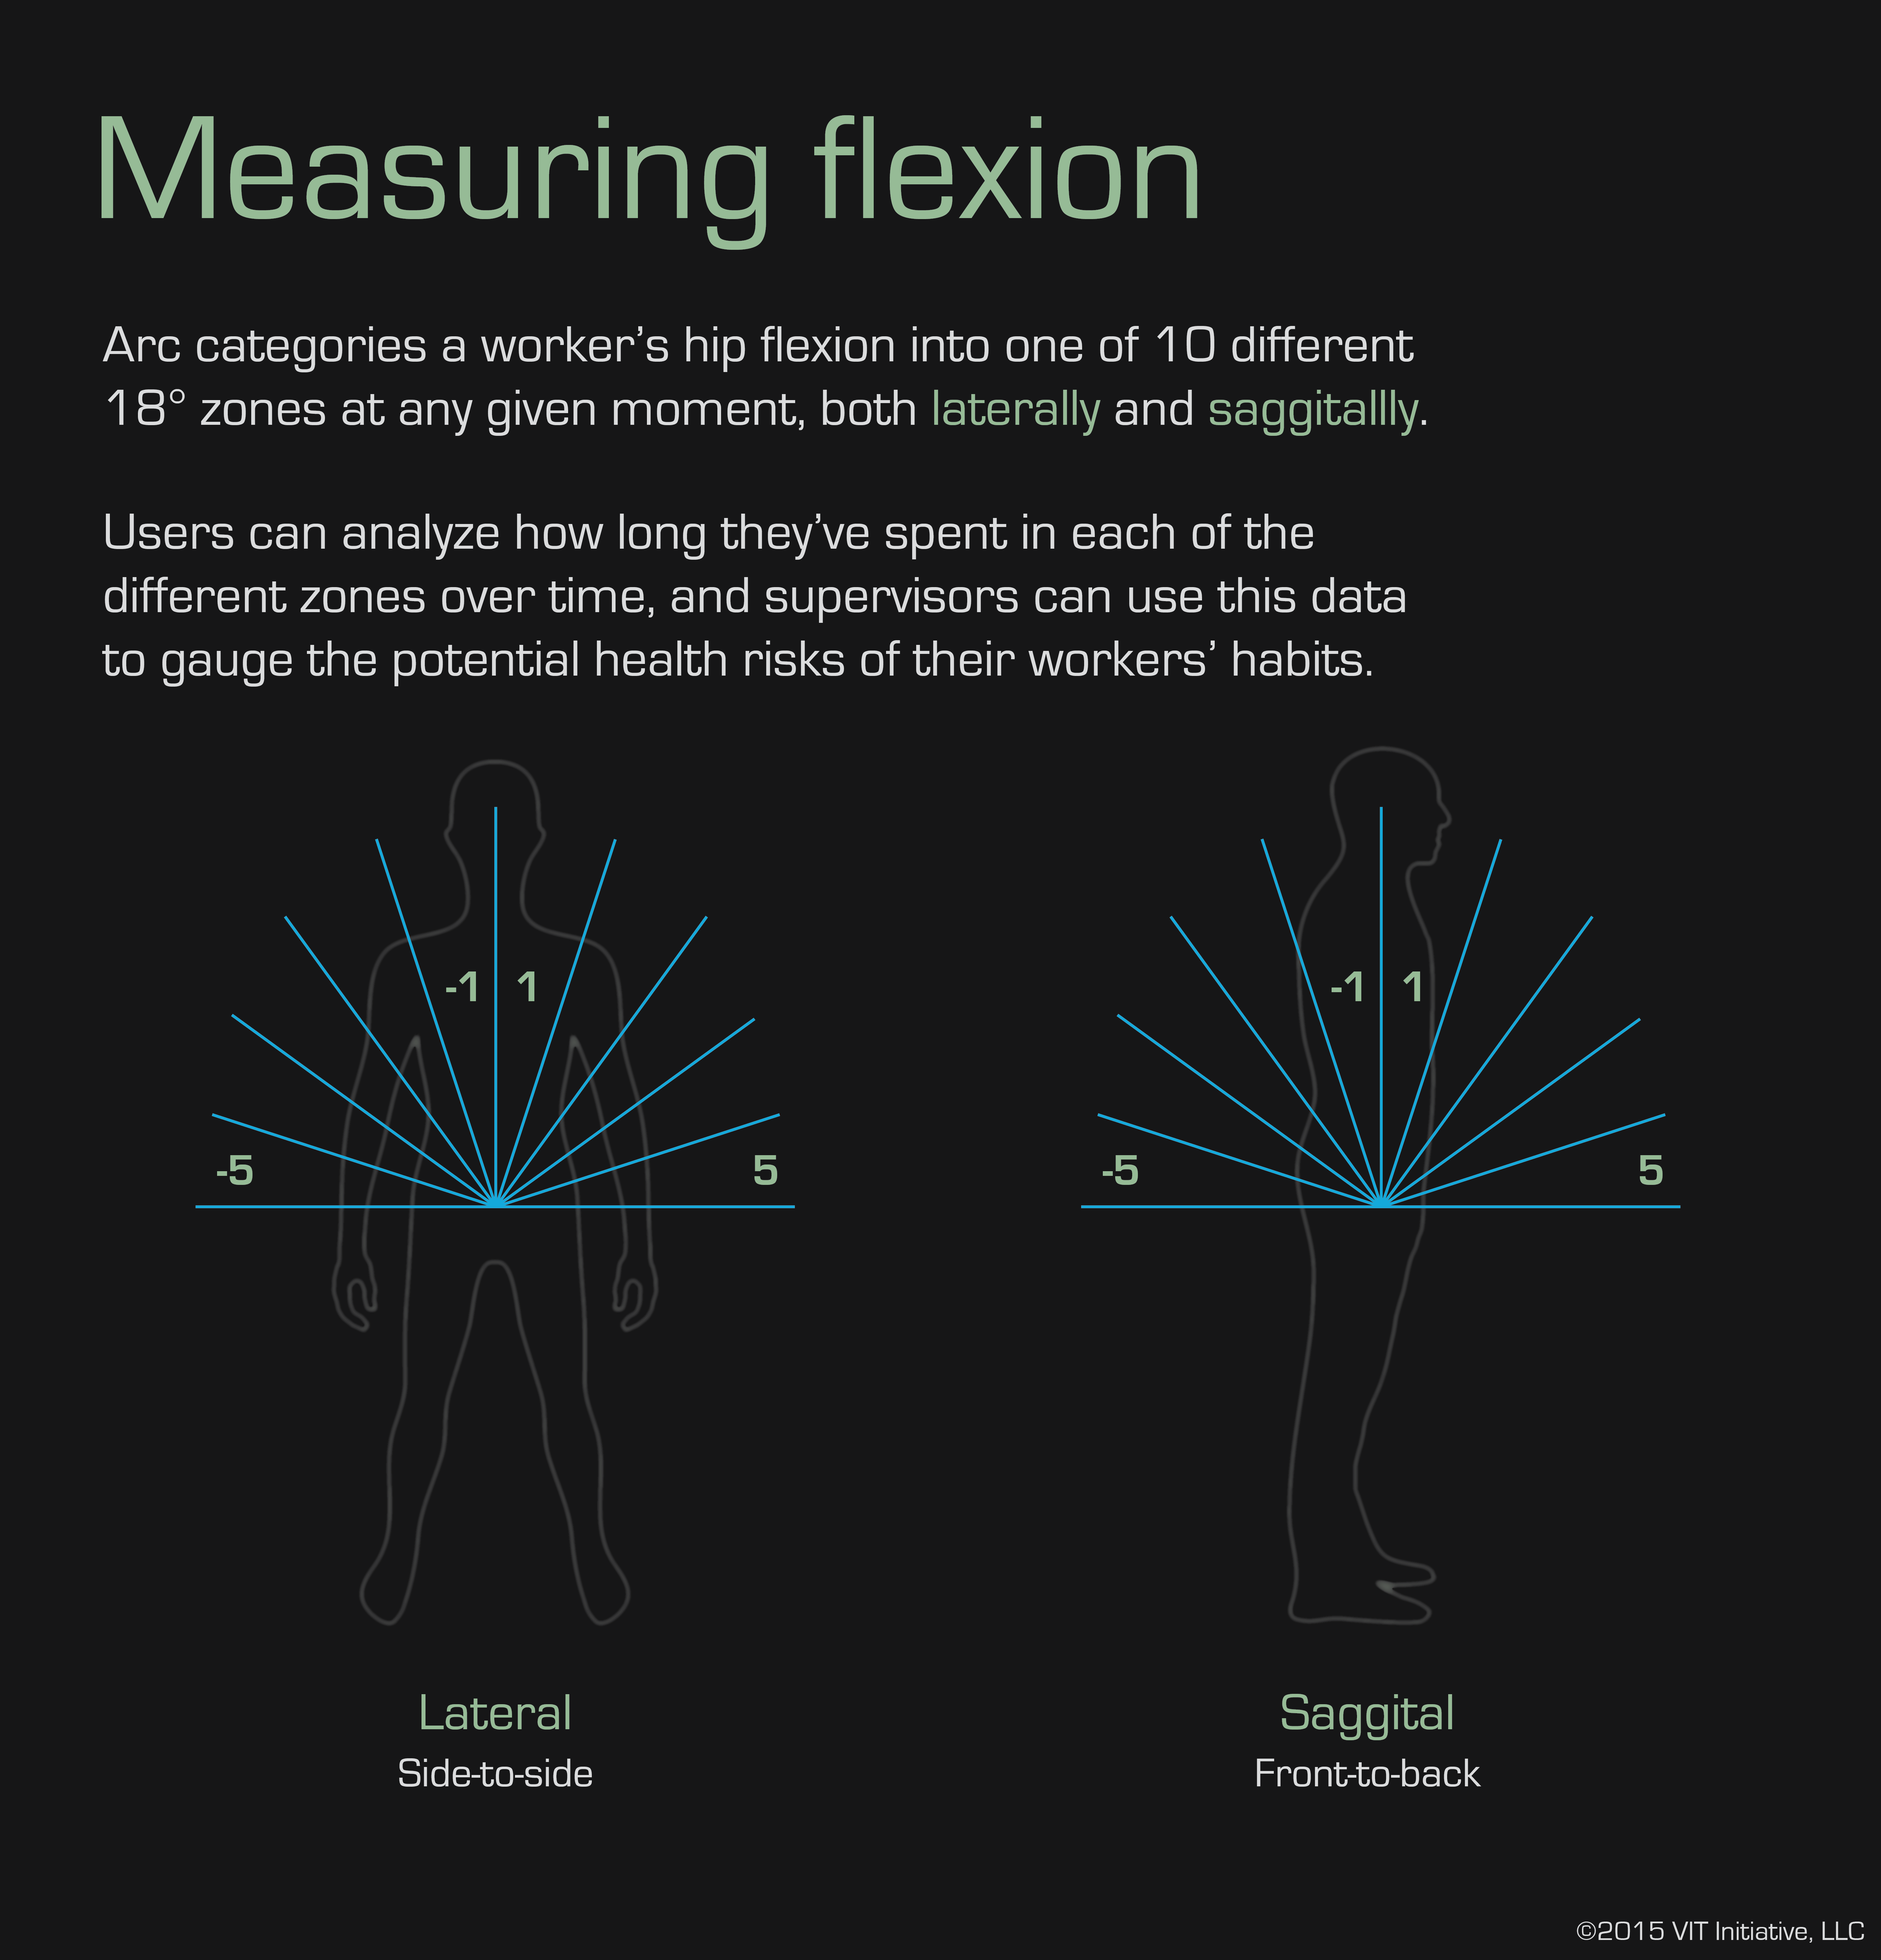 Measuring flexion
Arc categories a worker's hip flexion into one of 10 different
18° zones at any given moment, both laterally and saggitallly.
Users can analyze how long they've spent in each of the
different zones over time, and supervisors can use this data
to gauge the potential health risks of their workers' habits.
-1 1
-5 5
-1 1
-5 5
Lateral
Side-to-side
Saggital
Front-to-back
©2015 VIT Initiative, LLC